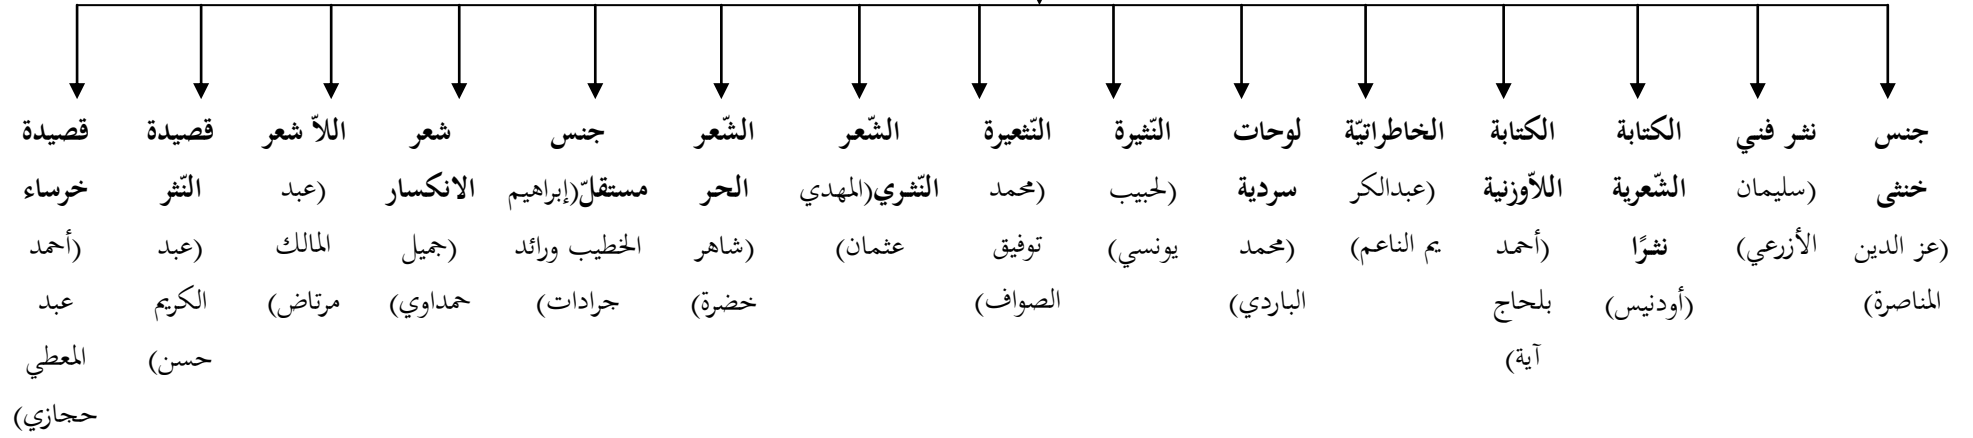 جنس
خنثى
(عز الدين
المناصرة)
نثر فني
(سليمان
الأزرعي)
الكتابة
الشّعرية
نثرًا
(أودنيس)
الكتابة
اللاّوزنية
(أحمد
بلحاج
آية)
الخاطراتيّة
(عبدالكر
يم الناعم)
لوحات
سردية
(محمد
الباردي)
النّثيرة
(لحبيب
يونسي)
النّثعيرة
(محمد
توفيق
الصواف)
الشّعر
النّثري(المهدي
عثمان)
الشّعر
الحر
(شاهر
خضرة)
جنس
مستقلّ(إبراهيم
الخطيب ورائد
جرادات)
شعر
الانكسار
(جميل
حمداوي)
اللاّ شعر
(عبد
المالك
مرتاض)
قصيدة
النّثر
(عبد
الكريم
حسن)
قصيدة
خرساء
(أحمد
عبد
المعطي
حجازي)